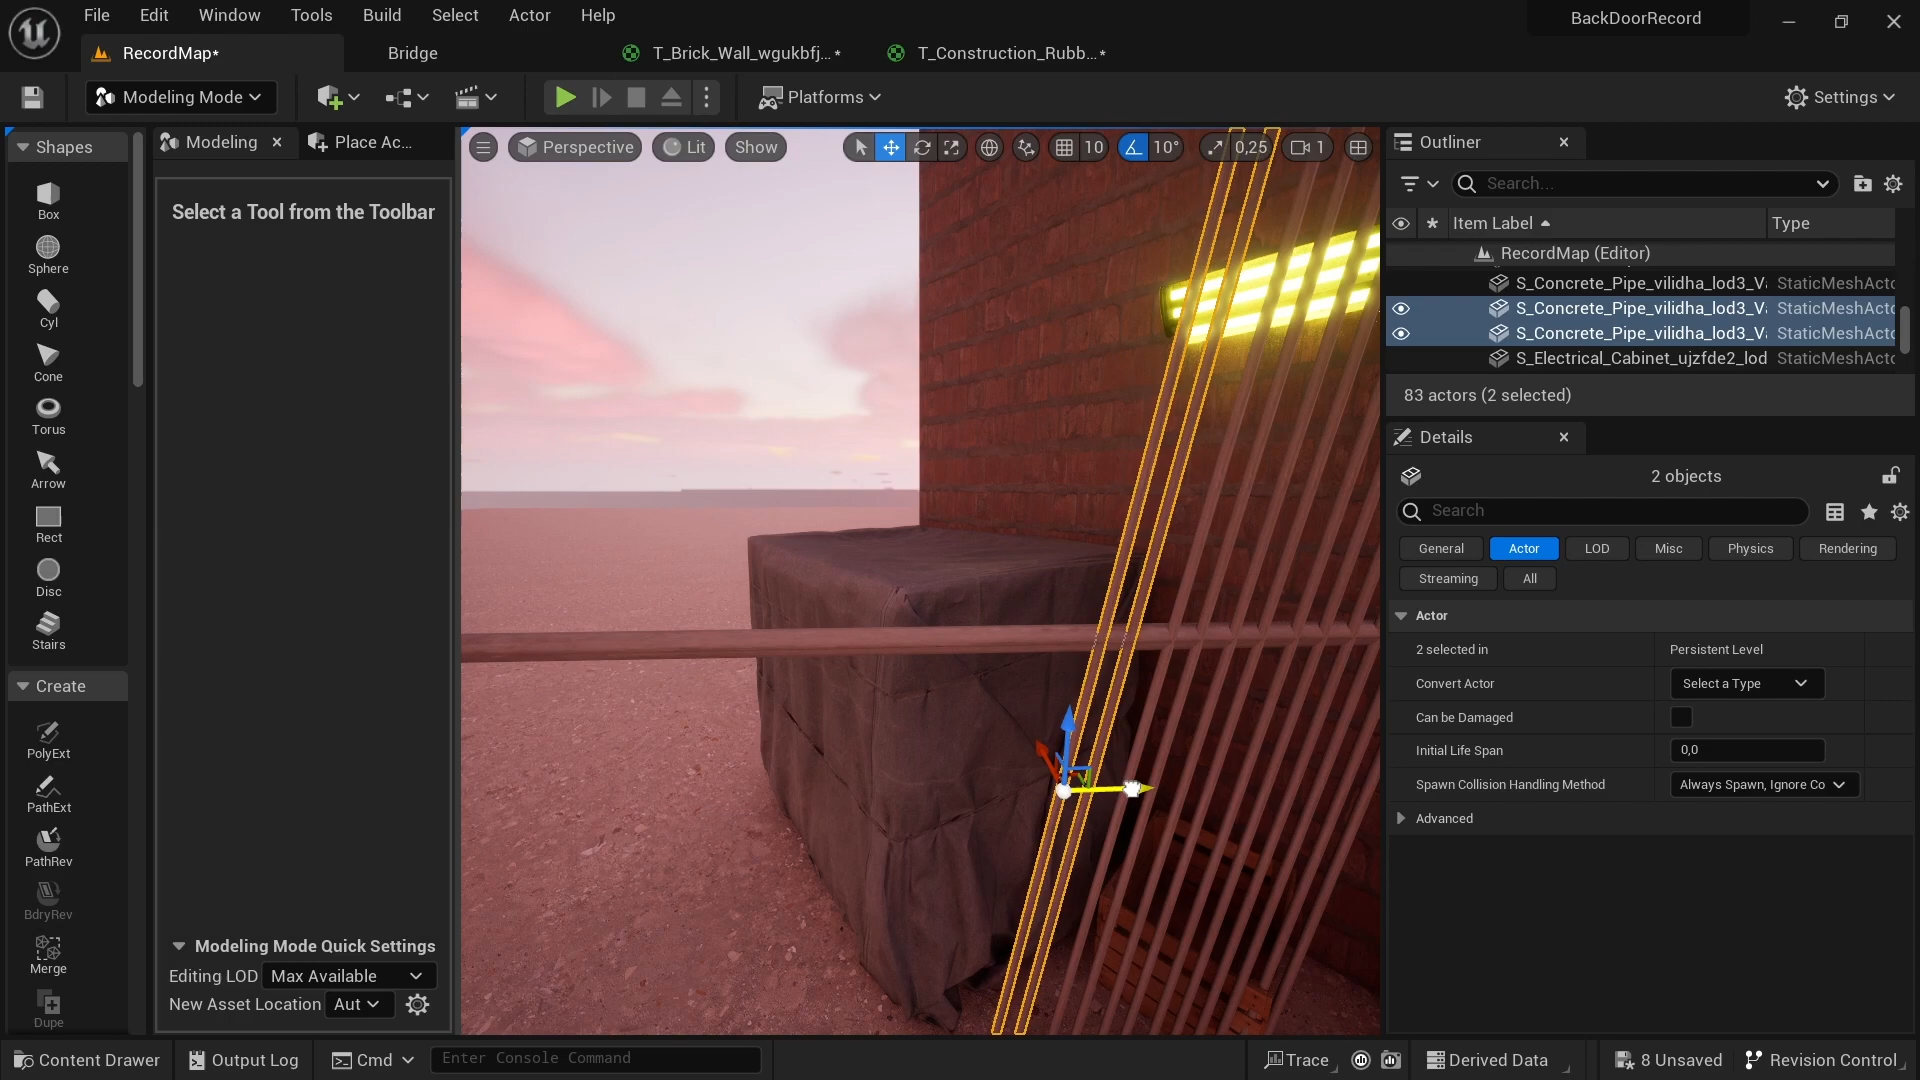 File Edit Window Tools Build Select Actor Help
BackDoorRecord
RecordMap*
Bridge
T_Brick_Wall_wgukbfj...*
T_Construction_Rubb...*
Modeling Mode
Platforms
Settings
Shapes
Box
Sphere
Cyl
Cone
Torus
Arrow
Rect
Disc
Stairs
Create
PolyExt
PathExt
PathRev
BdryRev
Merge
Dupe
Modeling
Place Ac...
Select a Tool from the Toolbar
Modeling Mode Quick Settings
Editing LOD Max Available
New Asset Location Aut
Perspective Lit Show
10 10° 0,25 1
Outliner
Search...
Item Label Type
RecordMap (Editor)
S_Concrete_Pipe_vilidha_lod3_Va StaticMeshActo
S_Concrete_Pipe_vilidha_lod3_Va StaticMeshActo
S_Concrete_Pipe_vilidha_lod3_Va StaticMeshActo
S_Electrical_Cabinet_ujzfde2_lod StaticMeshActo
83 actors (2 selected)
Details
2 objects
Search
General Actor LOD Misc Physics Rendering
Streaming All
Actor
2 selected in Persistent Level
Convert Actor Select a Type
Can be Damaged
Initial Life Span 0,0
Spawn Collision Handling Method Always Spawn, Ignore Co
Advanced
Content Drawer Output Log Cmd Enter Console Command Trace Derived Data 8 Unsaved Revision Control